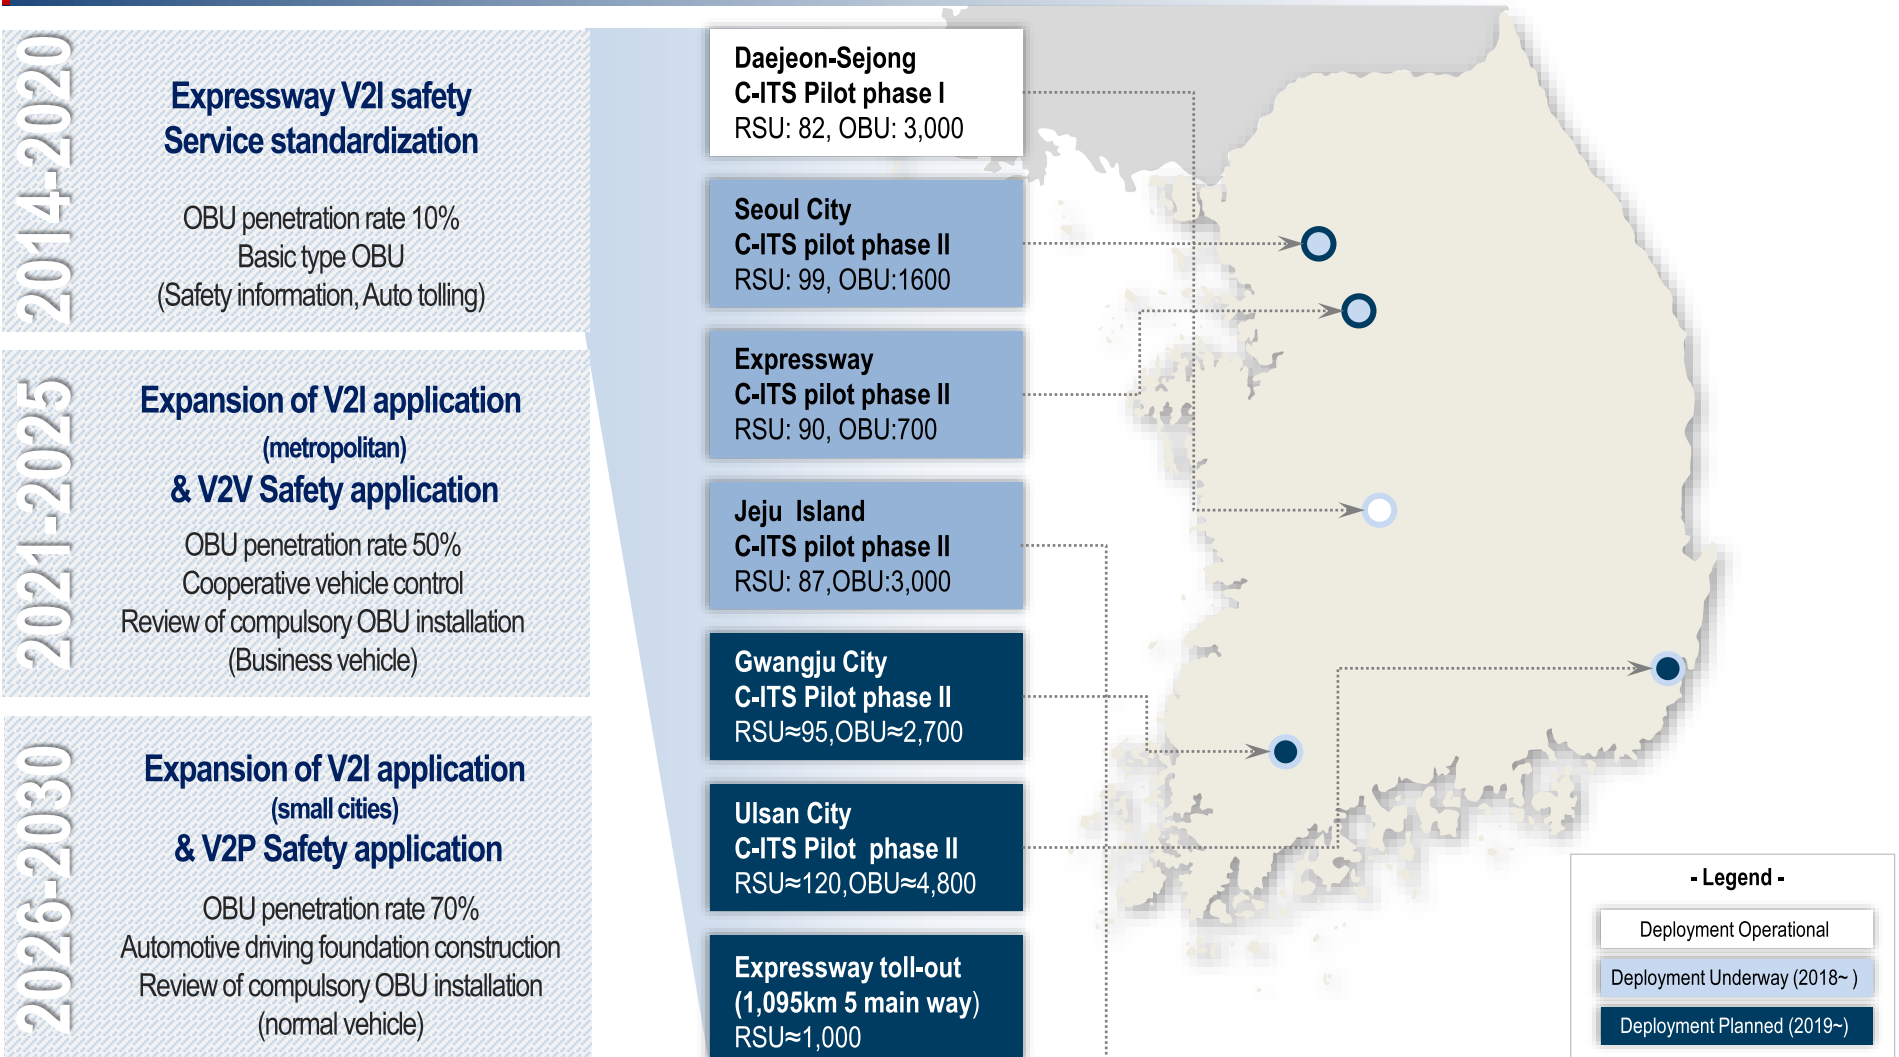 2014-2020
Expressway V2I safety
Service standardization
OBU penetration rate 10%
Basic type OBU
(Safety information, Auto tolling)
2021-2025
Expansion of V2I application
(metropolitan)
& V2V Safety application
OBU penetration rate 50%
Cooperative vehicle control
Review of compulsory OBU installation
(Business vehicle)
2026-2030
Expansion of V2I application
(small cities)
& V2P Safety application
OBU penetration rate 70%
Automotive driving foundation construction
Review of compulsory OBU installation
(normal vehicle)
Daejeon-Sejong
C-ITS Pilot phase I
RSU: 82, OBU: 3,000
Seoul City
C-ITS pilot phase II
RSU: 99, OBU:1600
Expressway
C-ITS pilot phase II
RSU: 90, OBU:700
Jeju Island
C-ITS pilot phase II
RSU: 87,OBU:3,000
Gwangju City
C-ITS Pilot phase II
RSU≈95,OBU≈2,700
Ulsan City
C-ITS Pilot phase II
RSU≈120,OBU≈4,800
Expressway toll-out
(1,095km 5 main way)
RSU≈1,000
- Legend -
Deployment Operational
Deployment Underway (2018~ )
Deployment Planned (2019~)